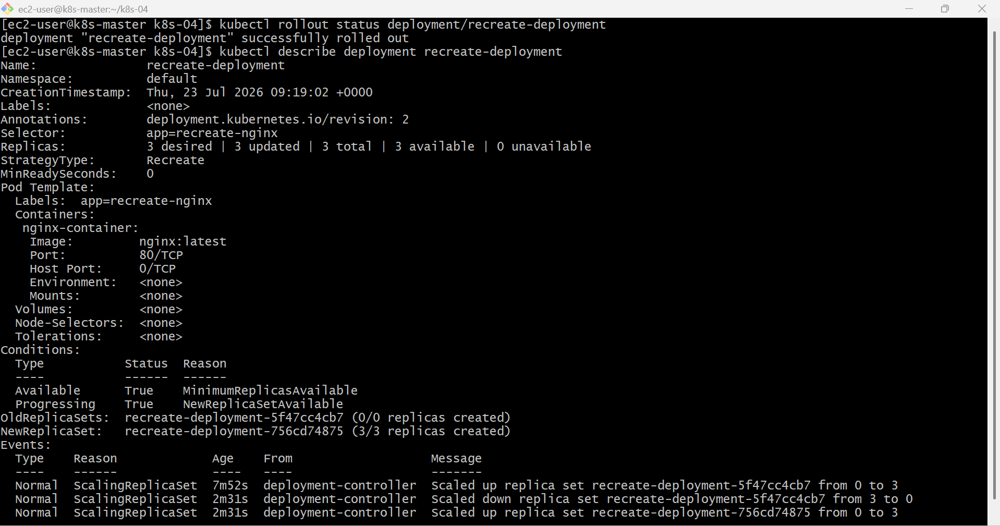 ec2-user@k8s-master:~/k8s-04
[ec2-user@k8s-master k8s-04]$ kubectl rollout status deployment/recreate-deployment
deployment "recreate-deployment" successfully rolled out
[ec2-user@k8s-master k8s-04]$ kubectl describe deployment recreate-deployment
Name:               recreate-deployment
Namespace:          default
CreationTimestamp:  Thu, 23 Jul 2026 09:19:02 +0000
Labels:             <none>
Annotations:        deployment.kubernetes.io/revision: 2
Selector:           app=recreate-nginx
Replicas:           3 desired | 3 updated | 3 total | 3 available | 0 unavailable
StrategyType:       Recreate
MinReadySeconds:    0
Pod Template:
  Labels:  app=recreate-nginx
  Containers:
   nginx-container:
    Image:         nginx:latest
    Port:          80/TCP
    Host Port:     0/TCP
    Environment:   <none>
    Mounts:        <none>
  Volumes:         <none>
  Node-Selectors:  <none>
  Tolerations:     <none>
Conditions:
  Type           Status  Reason
  ----           ------  ------
  Available      True    MinimumReplicasAvailable
  Progressing    True    NewReplicaSetAvailable
OldReplicaSets:  recreate-deployment-5f47cc4cb7 (0/0 replicas created)
NewReplicaSet:   recreate-deployment-756cd74875 (3/3 replicas created)
Events:
  Type    Reason             Age    From                   Message
  ----    ------             ----   ----                   -------
  Normal  ScalingReplicaSet  7m52s  deployment-controller  Scaled up replica set recreate-deployment-5f47cc4cb7 from 0 to 3
  Normal  ScalingReplicaSet  2m31s  deployment-controller  Scaled down replica set recreate-deployment-5f47cc4cb7 from 3 to 0
  Normal  ScalingReplicaSet  2m31s  deployment-controller  Scaled up replica set recreate-deployment-756cd74875 from 0 to 3